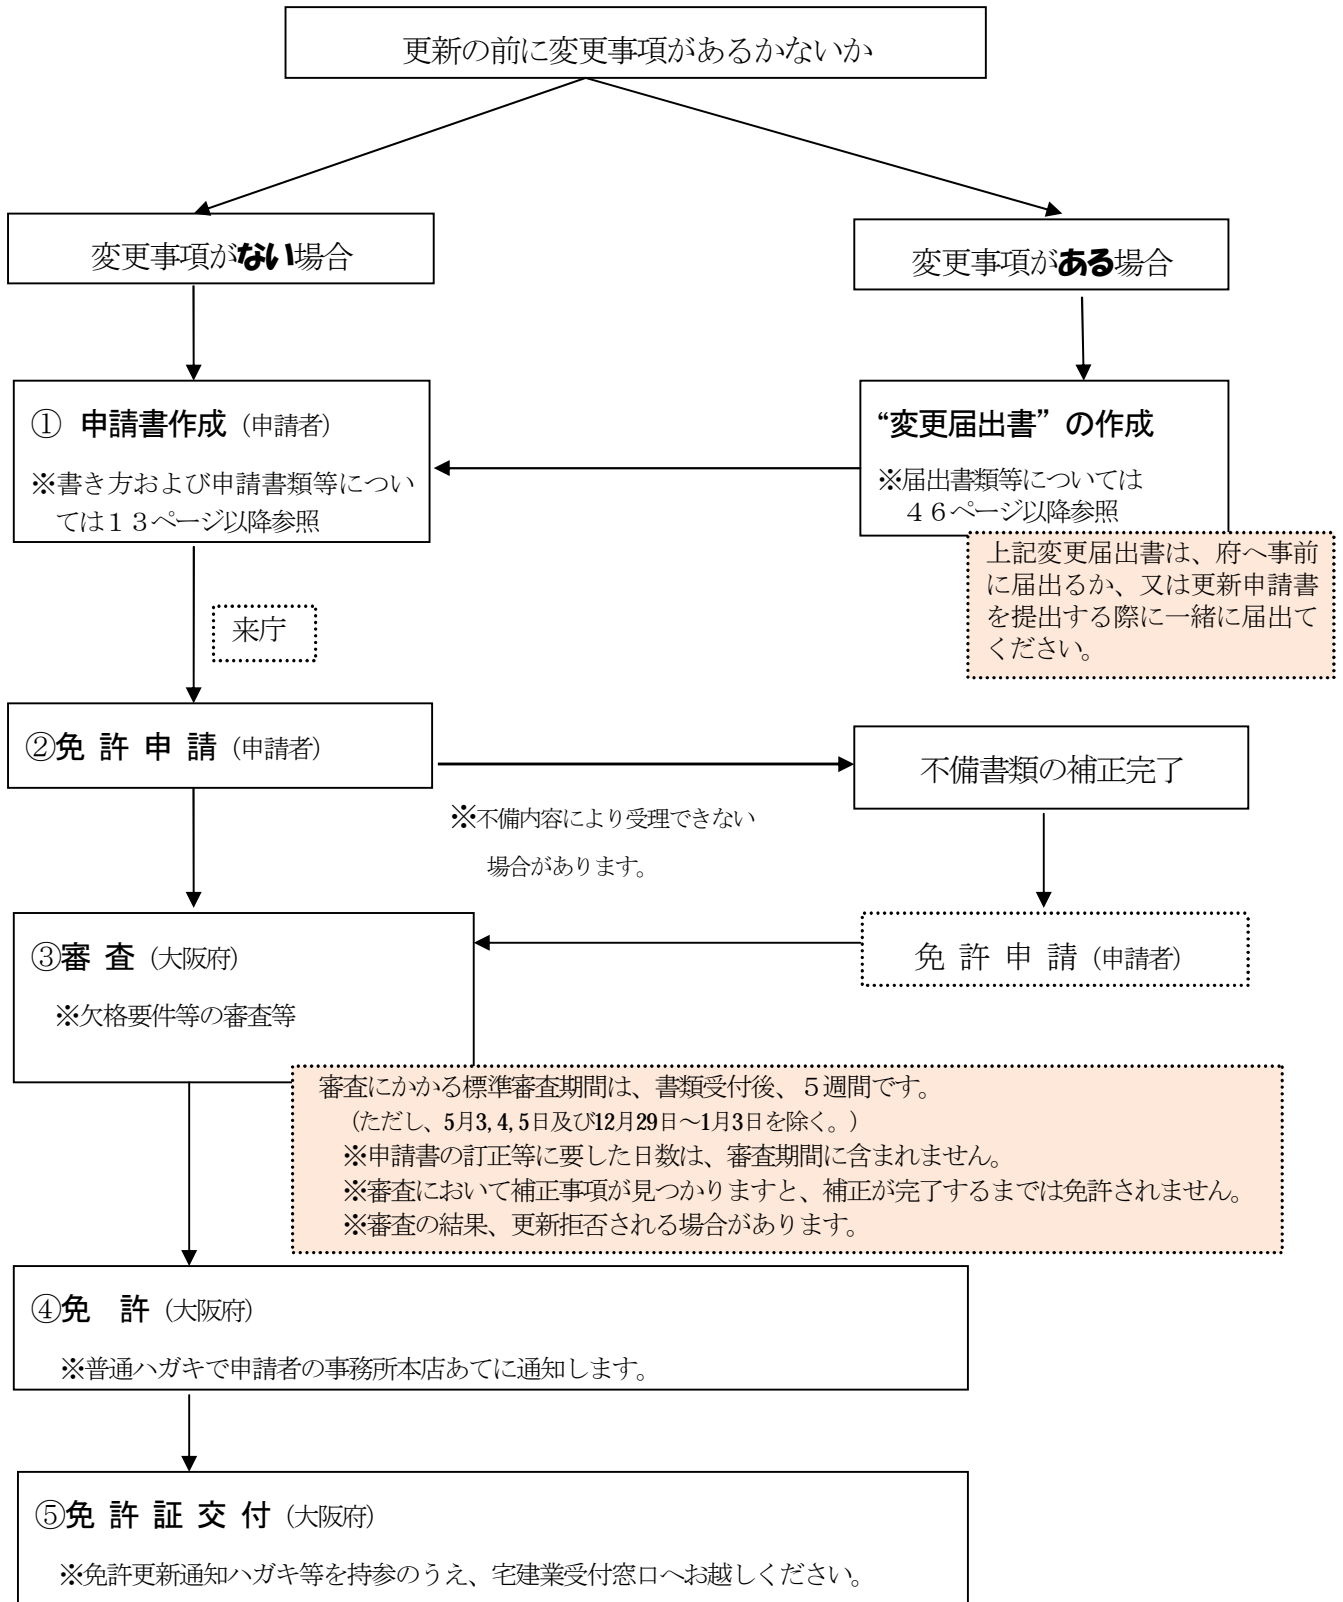 更新の前に変更事項があるかないか
変更事項がない場合
変更事項がある場合
① 申請書作成（申請者）
※書き方および申請書類等につい
ては１３ページ以降参照
“変更届出書”の作成
※届出書類等については
４６ページ以降参照
上記変更届出書は、府へ事前
に届出るか、又は更新申請書
を提出する際に一緒に届出て
ください。
来庁
②免 許 申 請（申請者）
不備書類の補正完了
※不備内容により受理できない
場合があります。
③審 査（大阪府）
※欠格要件等の審査等
免 許 申 請（申請者）
審査にかかる標準審査期間は、書類受付後、５週間です。
（ただし、5月3,4,5日及び12月29日～1月3日を除く。）
※申請書の訂正等に要した日数は、審査期間に含まれません。
※審査において補正事項が見つかりますと、補正が完了するまでは免許されません。
※審査の結果、更新拒否される場合があります。
④免　許（大阪府）
※普通ハガキで申請者の事務所本店あてに通知します。
⑤免 許 証 交 付（大阪府）
※免許更新通知ハガキ等を持参のうえ、宅建業受付窓口へお越しください。